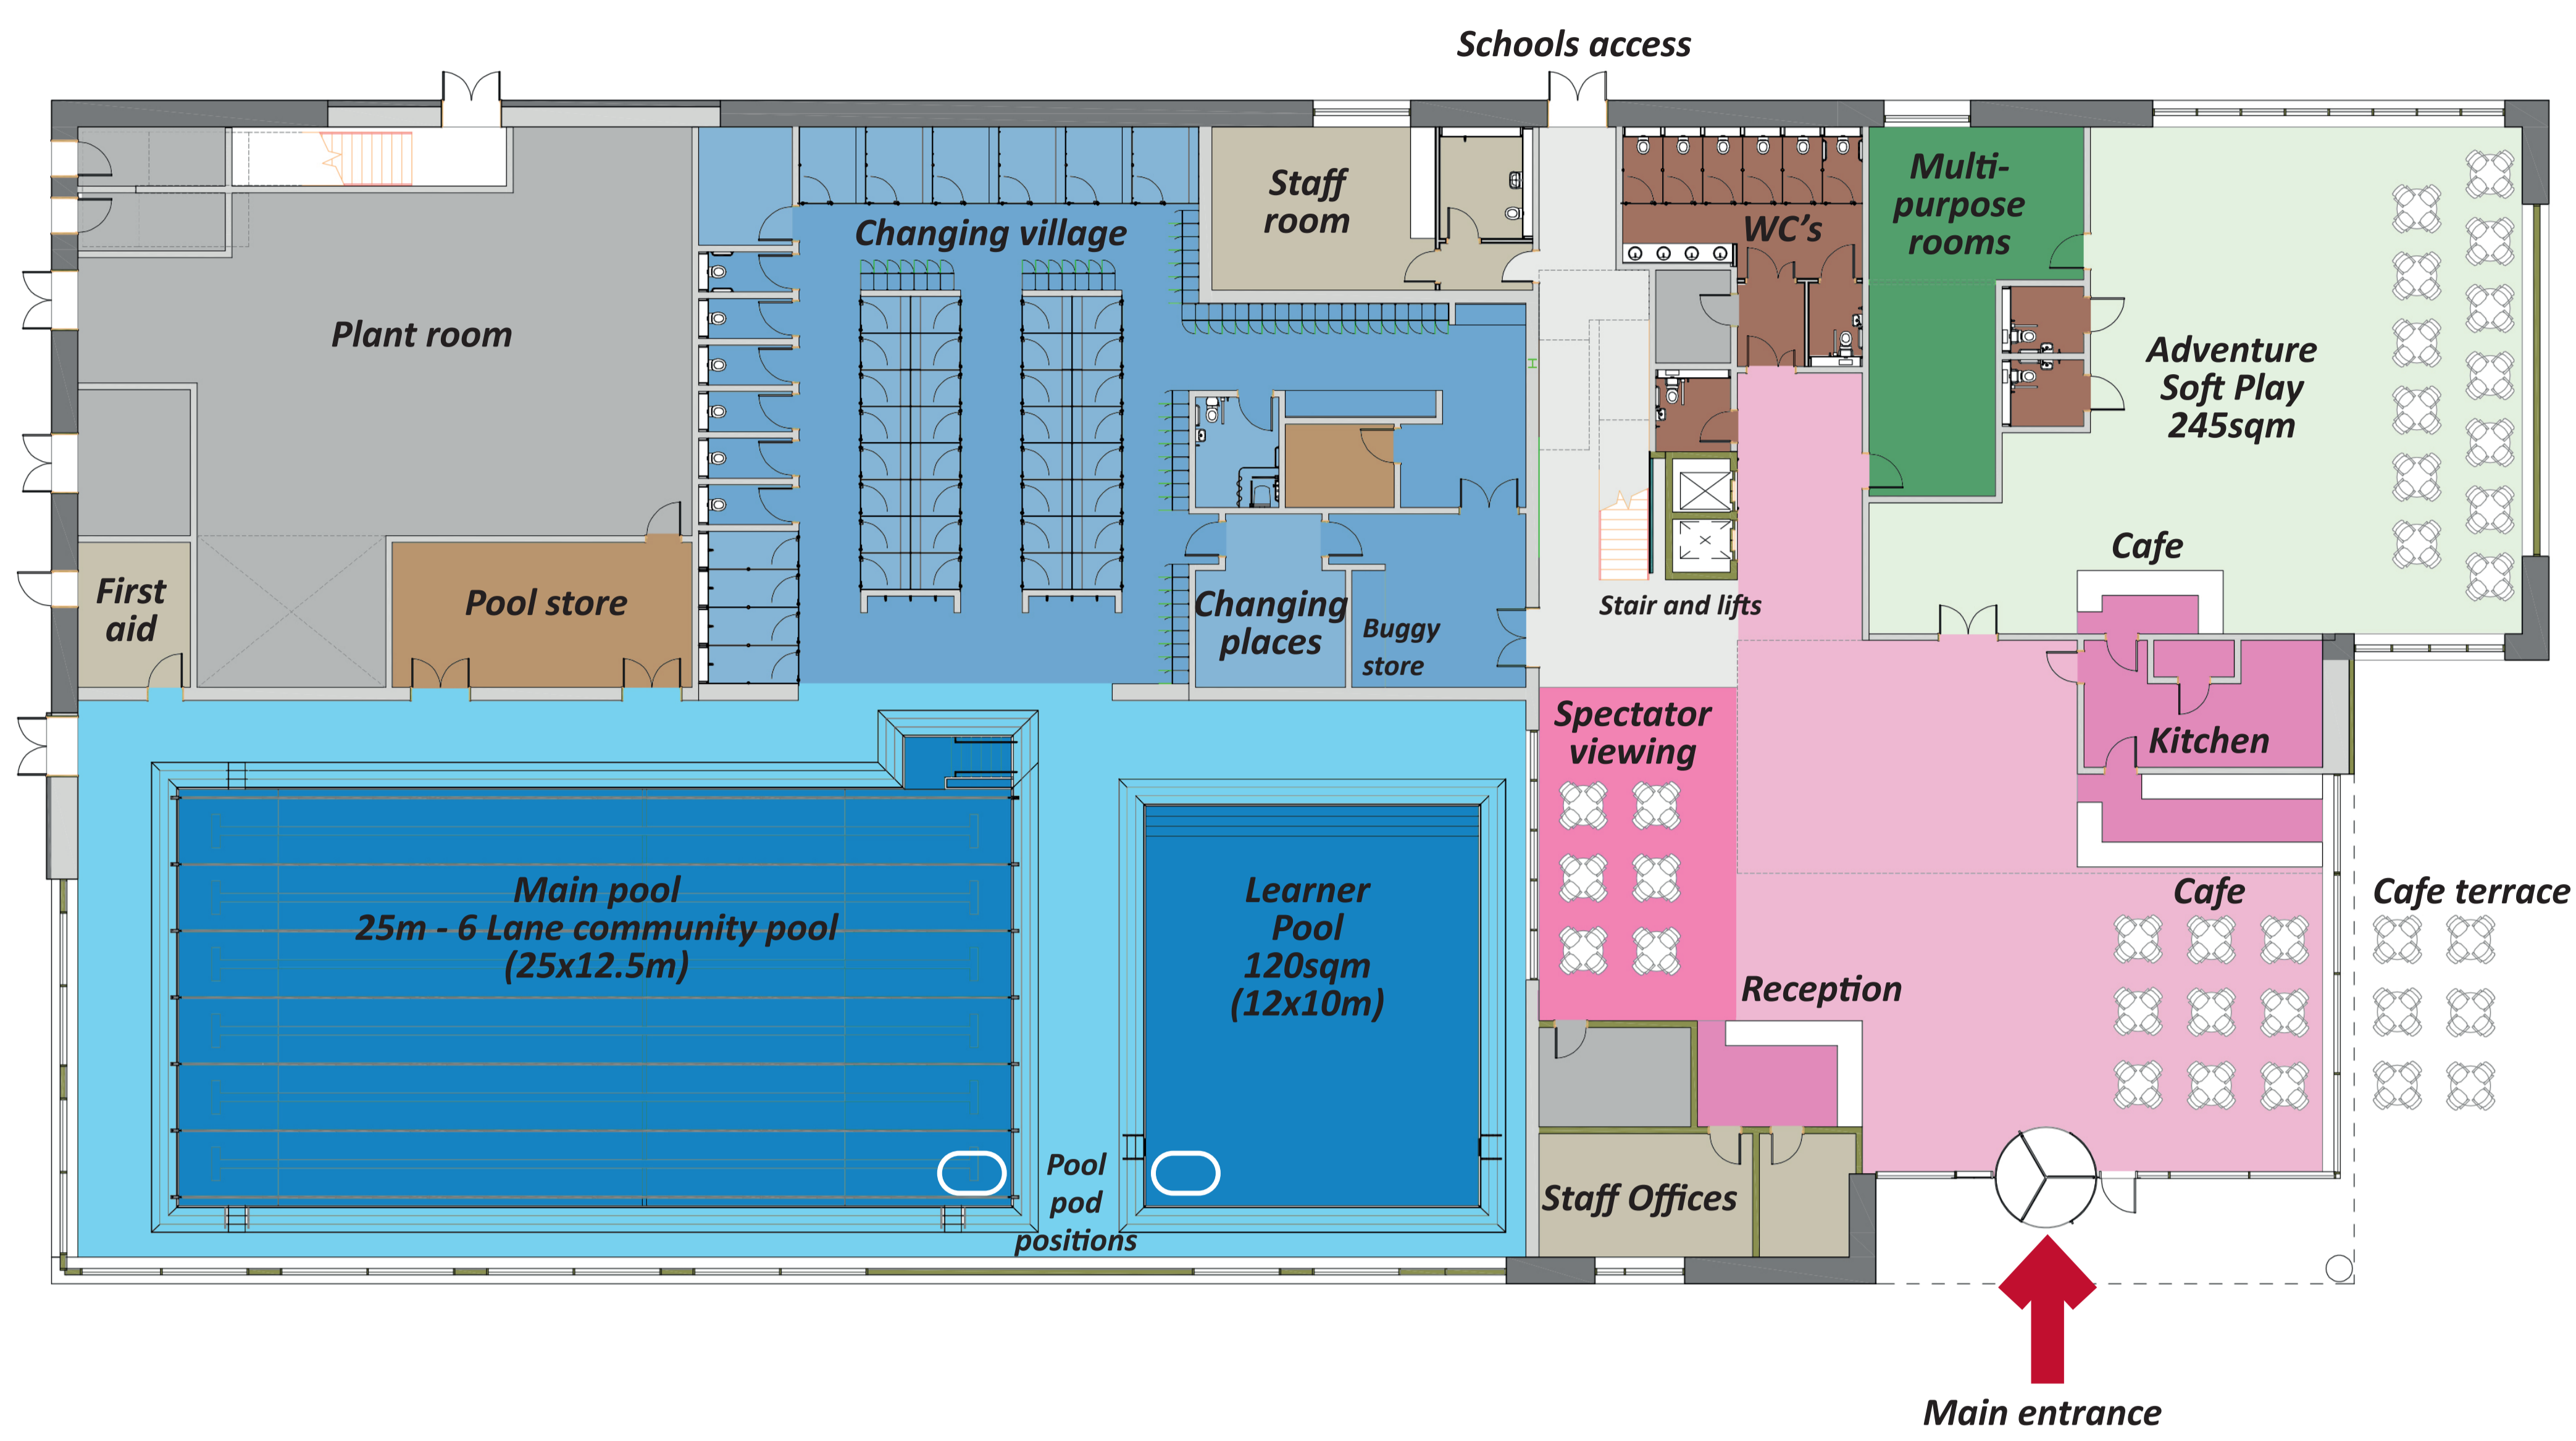 Schools access
Staff
room
WC's
Multi-
purpose
rooms
Changing village
Plant room
Adventure
Soft Play
245sqm
Cafe
First
aid
Pool store
Changing
places
Buggy
store
Stair and lifts
Spectator
viewing
Kitchen
Main pool
25m - 6 Lane community pool
(25x12.5m)
Learner
Pool
120sqm
(12x10m)
Cafe
Cafe terrace
Reception
Pool
pod
positions
Staff Offices
Main entrance